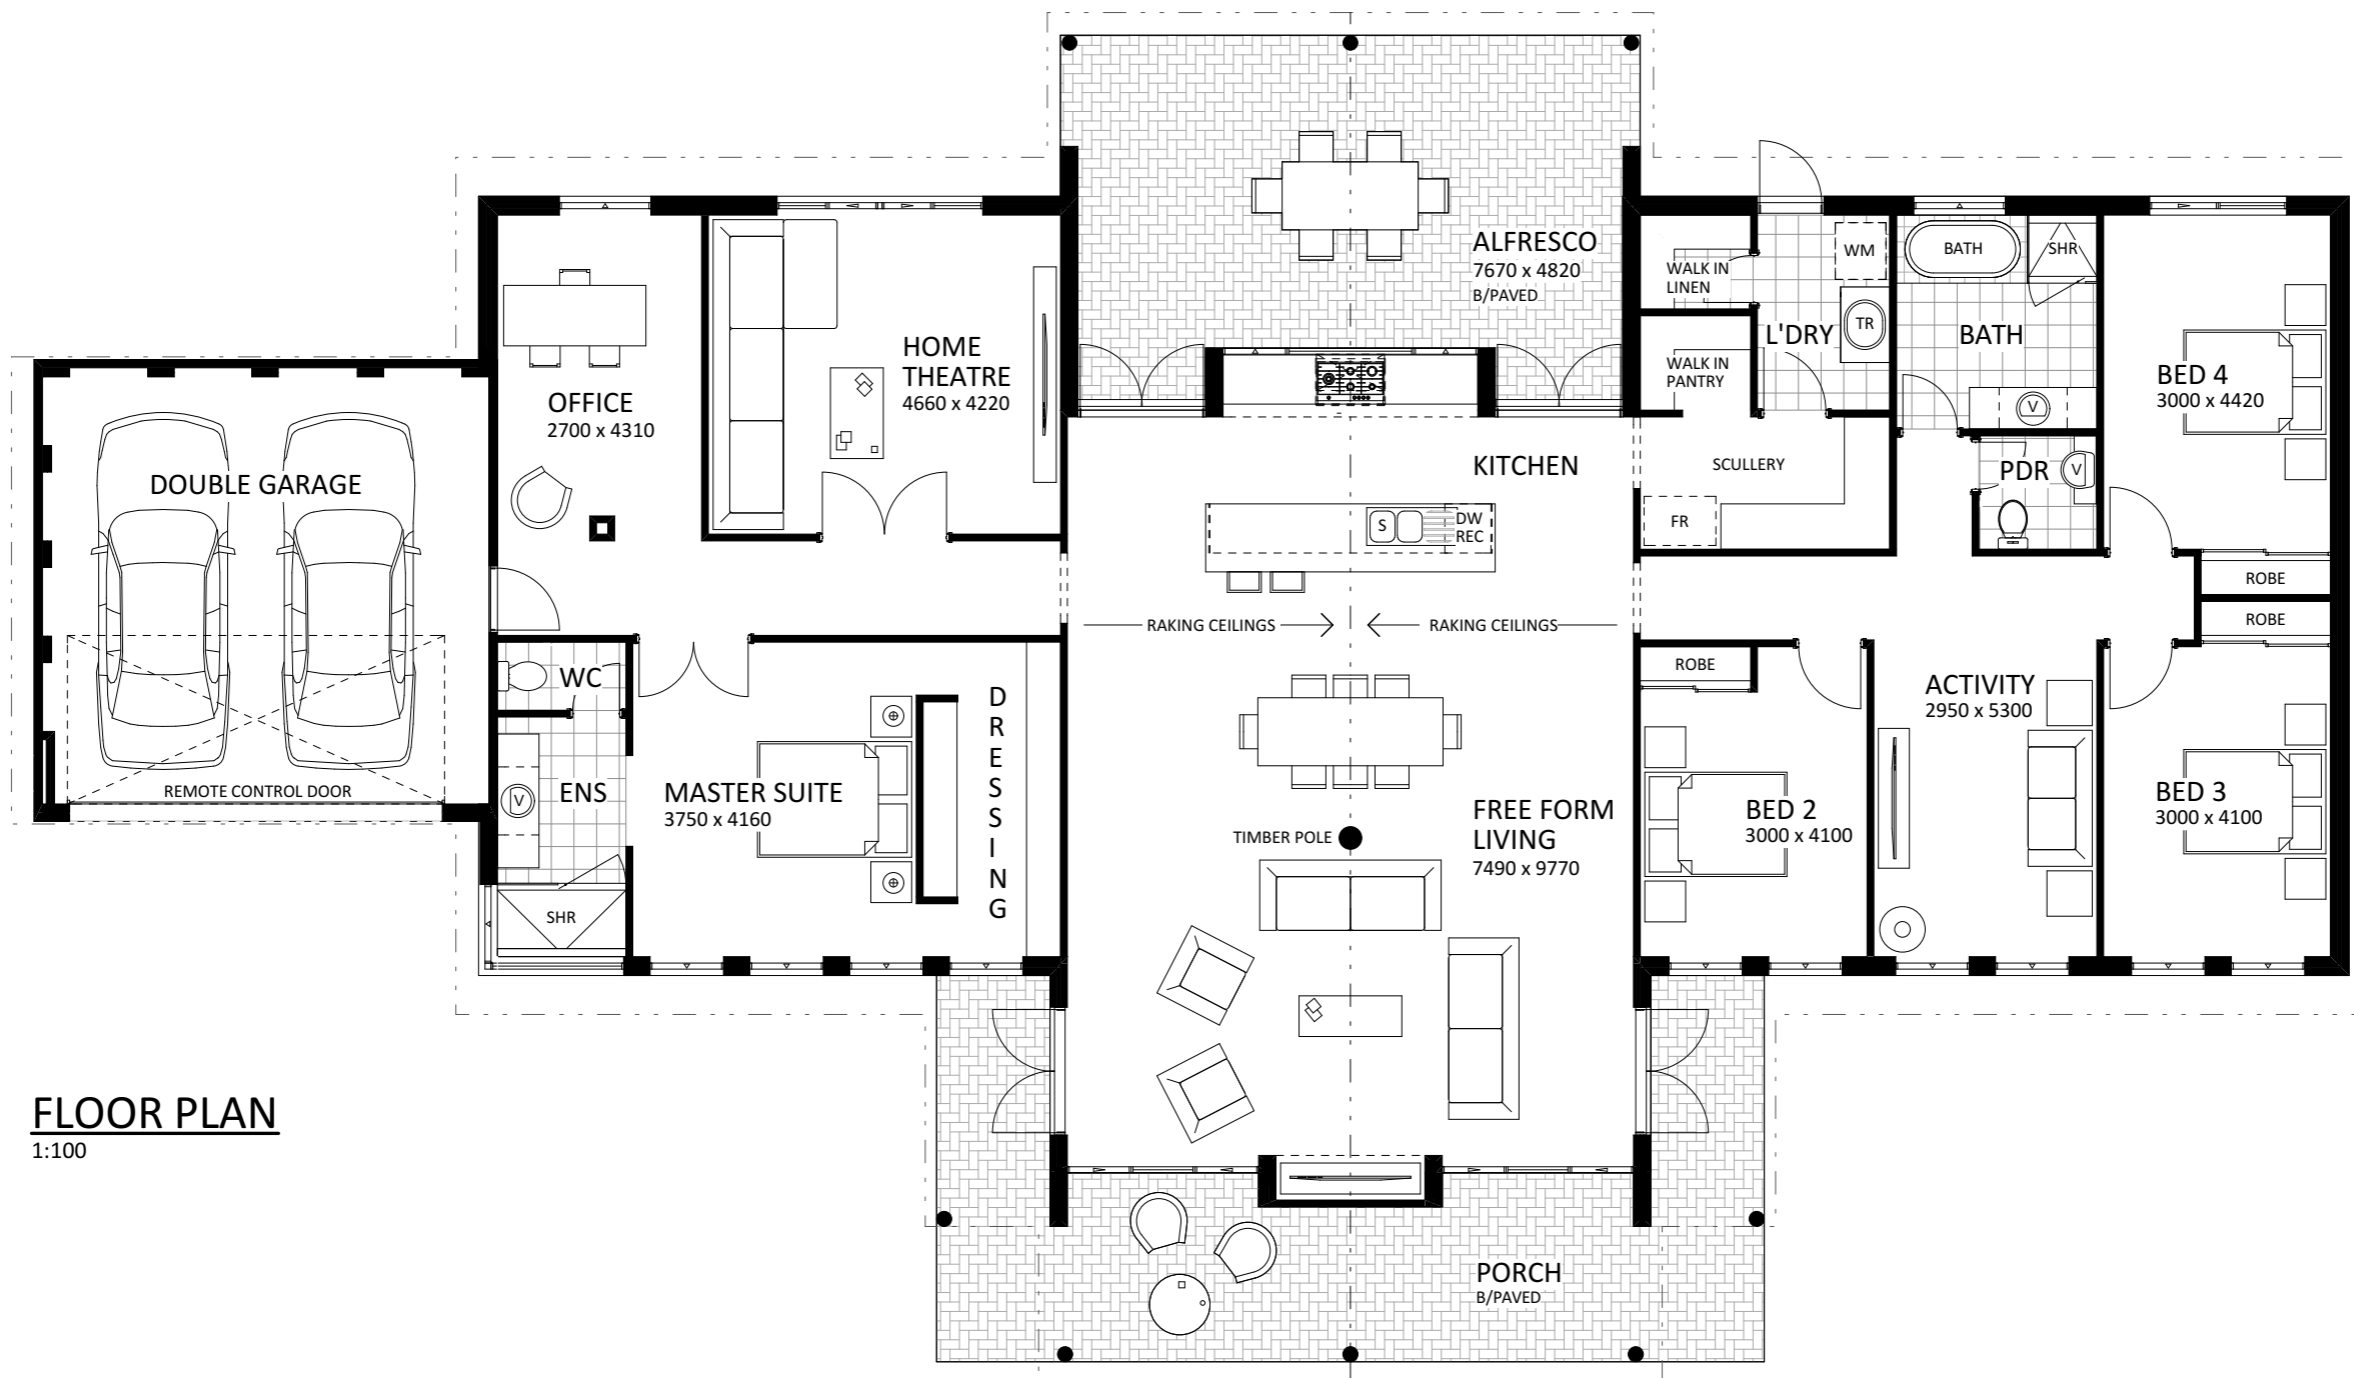 ALFRESCO
7670 x 4820
B/PAVED
WALK IN
LINEN
WM
TR
L'DRY
BATH
SHR
BATH
BED 4
3000 x 4420
WALK IN
PANTRY
HOME
THEATRE
4660 x 4220
OFFICE
2700 x 4310
DOUBLE GARAGE
REMOTE CONTROL DOOR
KITCHEN
SCULLERY
FR
PDR
V
V
S
DW
REC
ROBE
ROBE
RAKING CEILINGS
RAKING CEILINGS
WC
ENS
V
SHR
MASTER SUITE
3750 x 4160
DRESSING
ROBE
ACTIVITY
2950 x 5300
BED 2
3000 x 4100
BED 3
3000 x 4100
FREE FORM
LIVING
7490 x 9770
TIMBER POLE
FLOOR PLAN
1:100
PORCH
B/PAVED